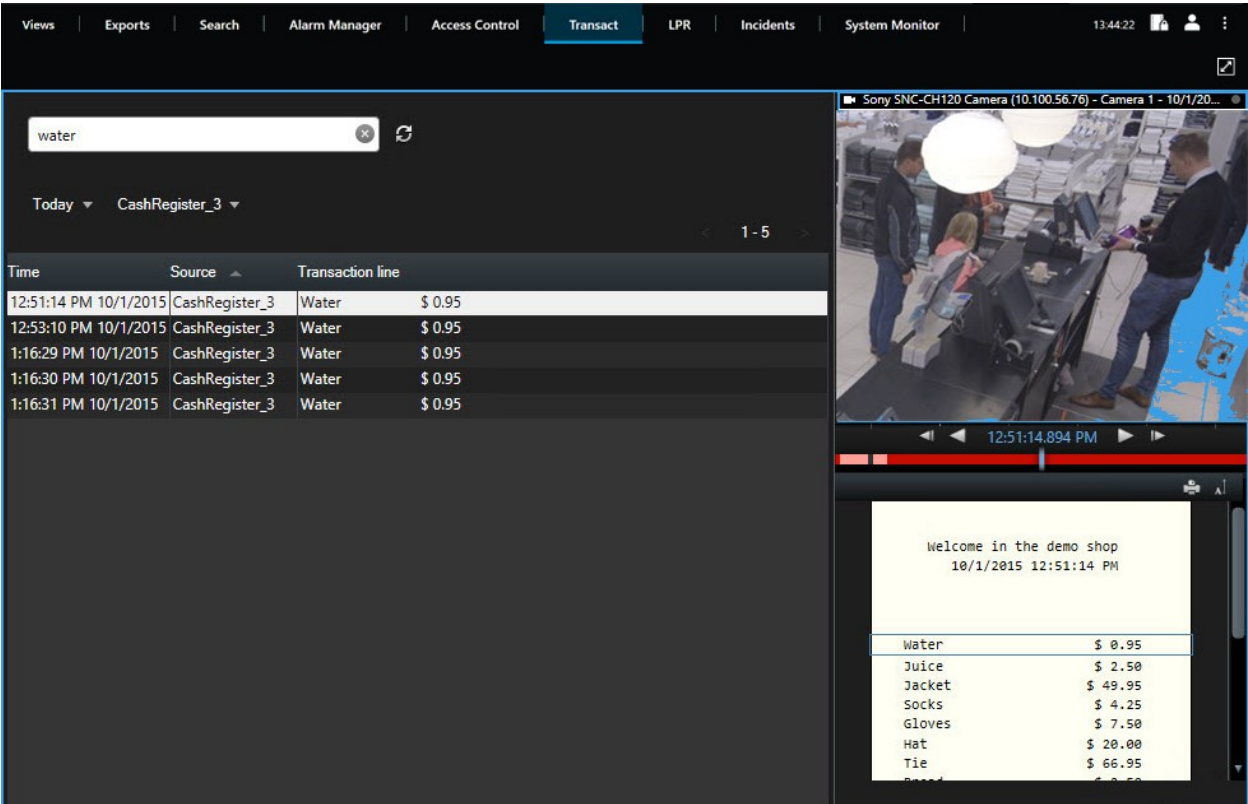 Views Exports Search Alarm Manager Access Control Transact LPR Incidents System Monitor 13:44:22
Sony SNC-CH120 Camera (10.100.56.76) - Camera 1 - 10/1/20...
water
Today CashRegister_3
< 1 - 5 >
Time Source Transaction line
12:51:14 PM 10/1/2015 CashRegister_3 Water $ 0.95
12:53:10 PM 10/1/2015 CashRegister_3 Water $ 0.95
1:16:29 PM 10/1/2015 CashRegister_3 Water $ 0.95
1:16:30 PM 10/1/2015 CashRegister_3 Water $ 0.95
1:16:31 PM 10/1/2015 CashRegister_3 Water $ 0.95
12:51:14.894 PM
Welcome in the demo shop
10/1/2015 12:51:14 PM
Water $ 0.95
Juice $ 2.50
Jacket $ 49.95
Socks $ 4.25
Gloves $ 7.50
Hat $ 20.00
Tie $ 66.95